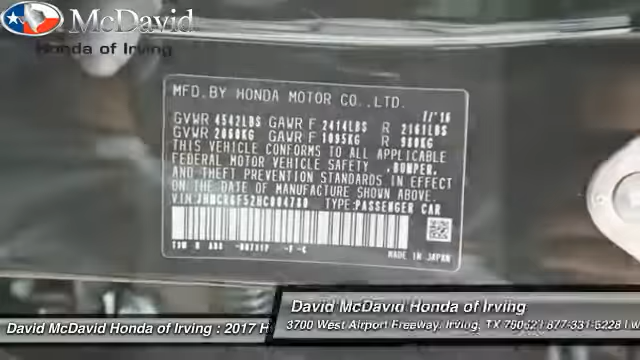 McDavid
Honda of Irving
MFD. BY HONDA MOTOR CO., LTD.
GVWR 4542LBS GAWR F 2414LBS R 2161LBS
GVWR 2060KG GAWR F 1095KG R 980KG
THIS VEHICLE CONFORMS TO ALL APPLICABLE
FEDERAL MOTOR VEHICLE SAFETY, BUMPER,
AND THEFT PREVENTION STANDARDS IN EFFECT
ON THE DATE OF MANUFACTURE SHOWN ABOVE.
VIN: TYPE: PASSENGER CAR
MADE IN JAPAN
David McDavid Honda of Irving
David McDavid Honda of Irving : 2017 H
3700 West Airport Freeway, Irving, TX